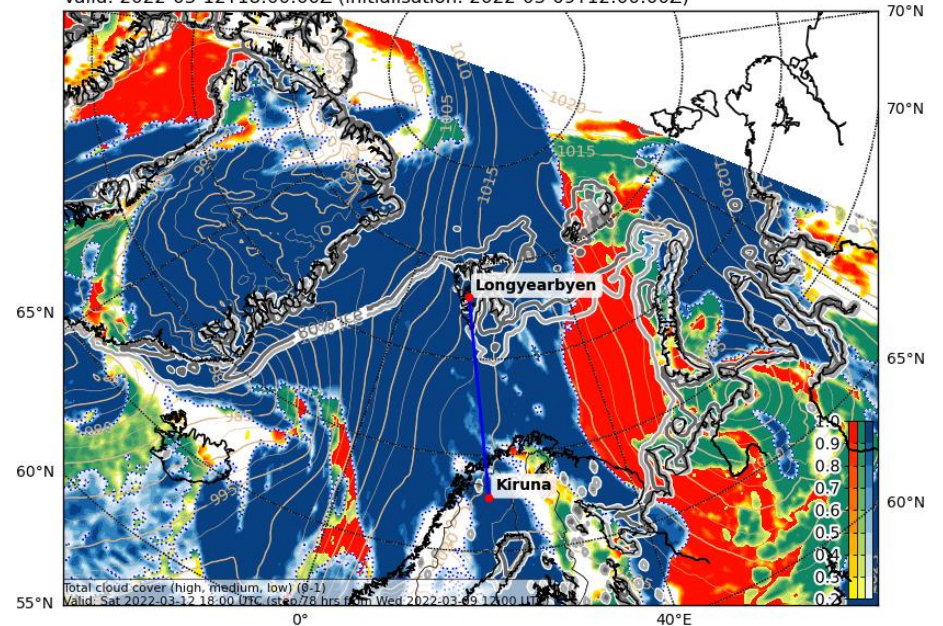 Valid: 2022-03-12T18:00:00Z (initialisation: 2022-03-09T12:00:00Z)
70°N
1010
1005
1020
70°N
1015
1020
990
1015
Longyearbyen
65°N
80% ice
65°N
985
1.0
0.9
0.8
0.7
0.6
0.5
0.4
0.3
0.2
60°N
Kiruna
60°N
995
Total cloud cover (high, medium, low) (0-1)
Valid: Sat 2022-03-12 18:00 UTC (step 78 hrs from Wed 2022-03-09 12:00 UTC)
55°N
0°
40°E